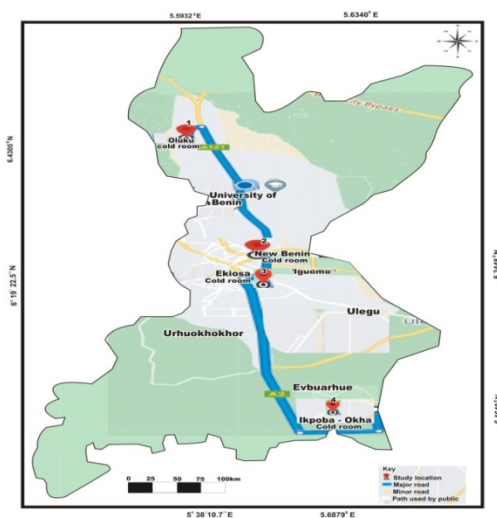 5.5932° E
5.6340° E
6.4305°N
1
Oluku
cold room
A121
University of
Benin
2
New Benin
Cold room
3
Ekiosa
Cold room
Iguomo
6° 19' 22.5" N
Ulegu
Urhuokhokhor
Evbuarhue
A2
4
Ikpoba - Okha
Cold room
0 25 50 75 100km
Key
Study location
Major road
Minor road
Path used by public
5° 38' 10.7" E
5.6879° E